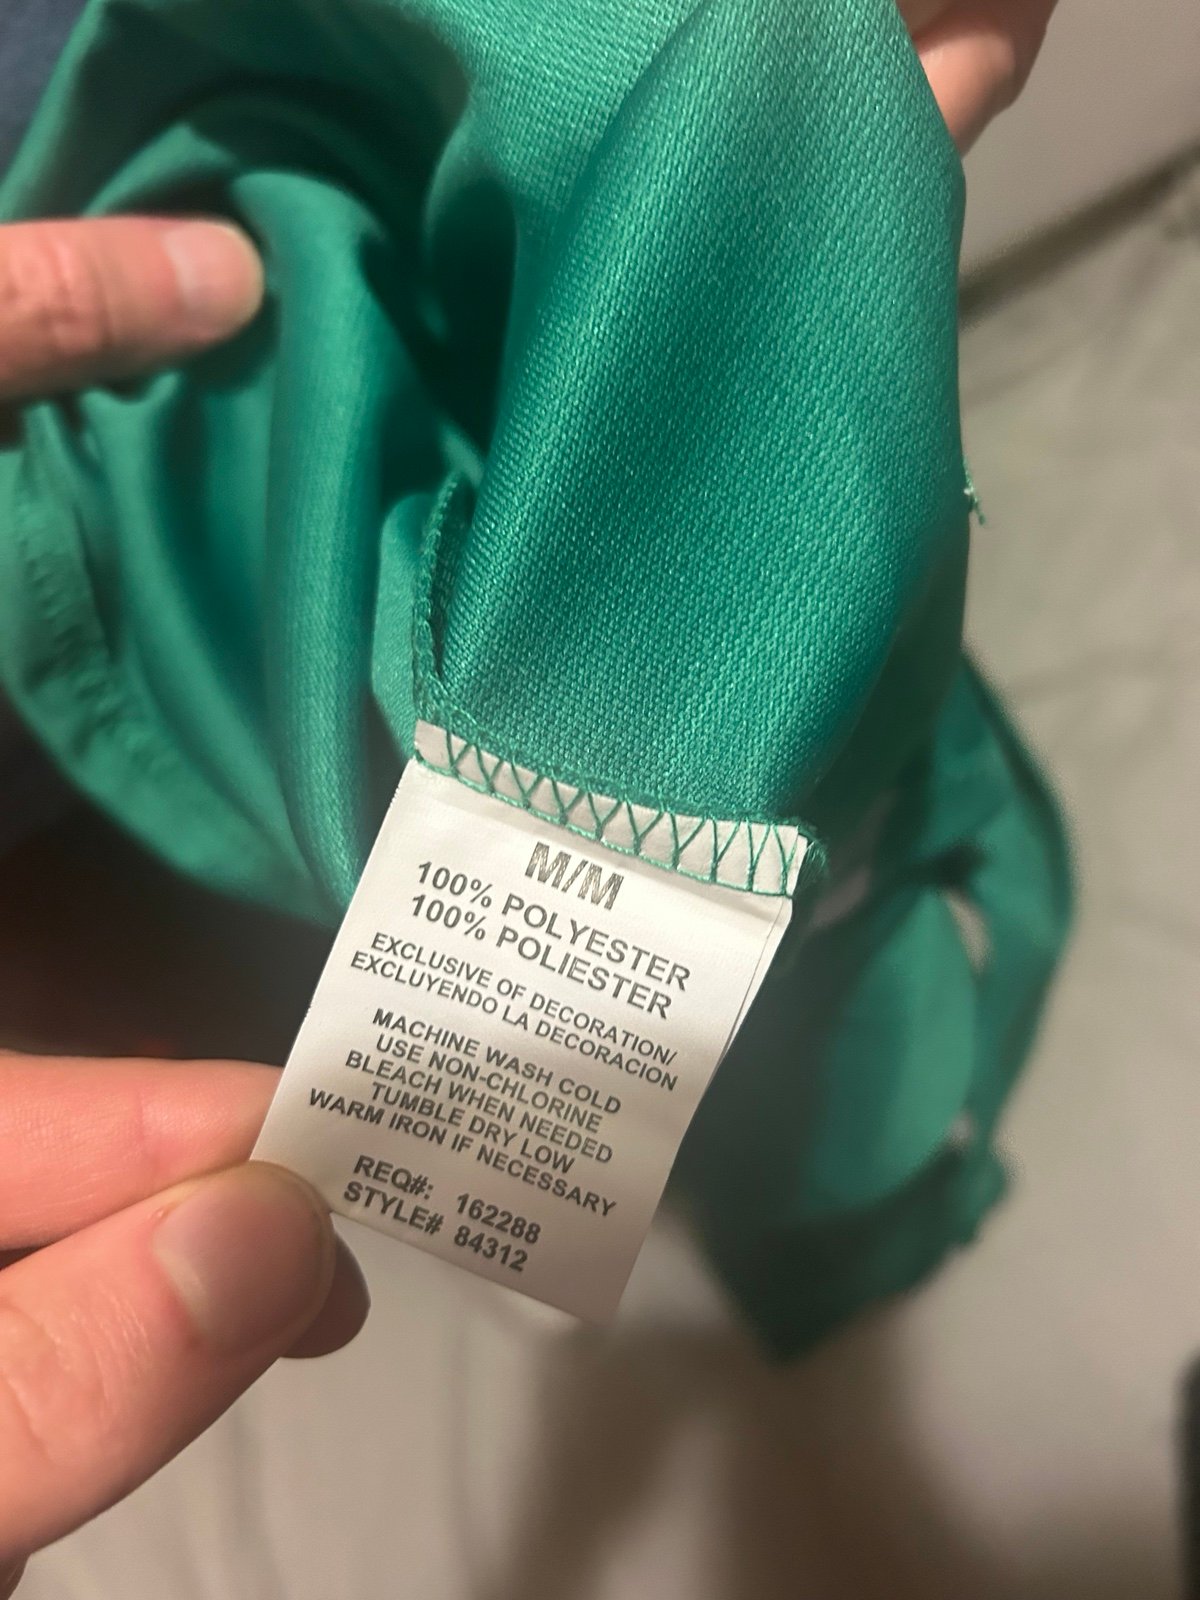 M/M
100% POLYESTER
100% POLIESTER
EXCLUSIVE OF DECORATION/
EXCLUYENDO LA DECORACION
MACHINE WASH COLD
USE NON-CHLORINE
BLEACH WHEN NEEDED
TUMBLE DRY LOW
WARM IRON IF NECESSARY
REQ#: 162288
STYLE# 84312